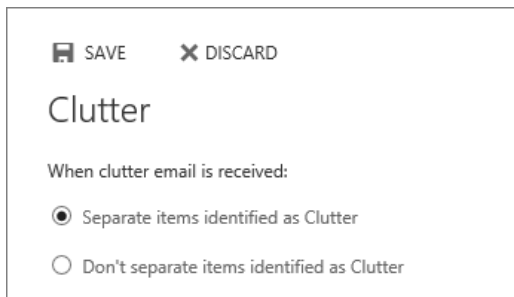 SAVE DISCARD
Clutter
When clutter email is received:
Separate items identified as Clutter
Don't separate items identified as Clutter